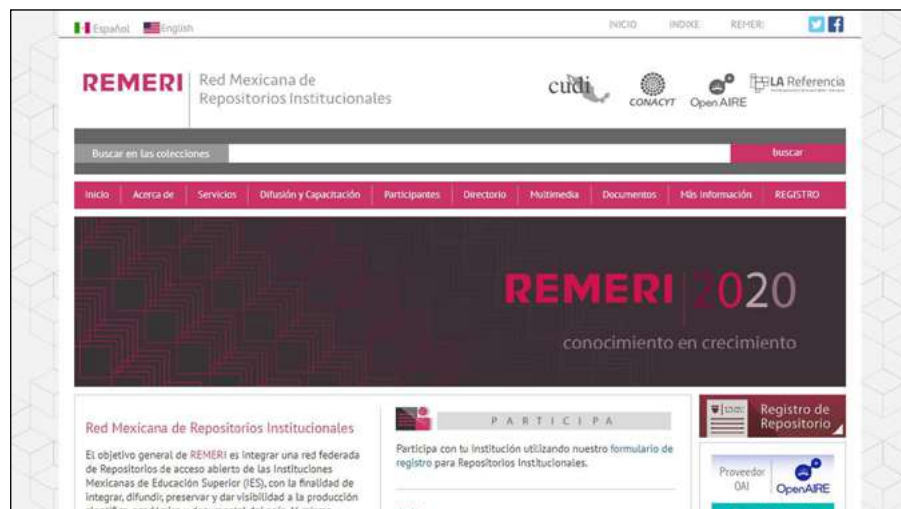 Español English
INICIO INDIXE REMERI
REMERI Red Mexicana de
Repositorios Institucionales
cudi CONACYT OpenAIRE LA Referencia
Buscar en las colecciones buscar
Inicio Acerca de Servicios Difusión y Capacitación Participantes Directorio Multimedia Documentos Más Información REGISTRO
REMERI 2020
conocimiento en crecimiento
Red Mexicana de Repositorios Institucionales
El objetivo general de REMERI es integrar una red federada
de Repositorios de acceso abierto de las Instituciones
Mexicanas de Educación Superior (IES), con la finalidad de
integrar, difundir, preservar y dar visibilidad a la producción
PARTICIPA
Participa con tu institución utilizando nuestro formulario de
registro para Repositorios Institucionales.
Registro de
Repositorio
Proveedor
OAI OpenAIRE